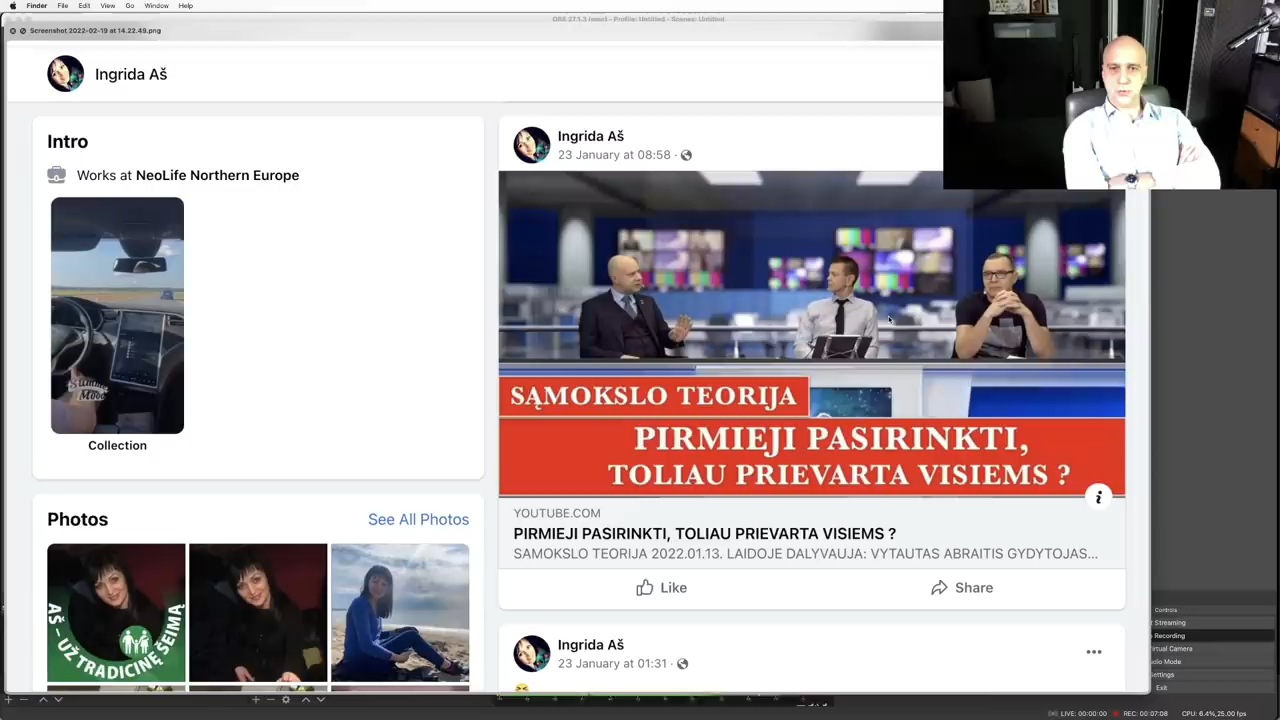 Finder File Edit View Go Window Help
Screenshot 2022-02-19 at 14.22.49.png
Ingrida Aš
Intro
Works at NeoLife Northern Europe
Collection
Photos
See All Photos
AŠ - UŽ TRADICINĘ ŠEIMĄ
Ingrida Aš
23 January at 08:58
SĄMOKSLO TEORIJA
PIRMIEJI PASIRINKTI,
TOLIAU PRIEVARTA VISIEMS ?
YOUTUBE.COM
PIRMIEJI PASIRINKTI, TOLIAU PRIEVARTA VISIEMS ?
SAMOKSLO TEORIJA 2022.01.13. LAIDOJE DALYVAUJA: VYTAUTAS ABRAITIS GYDYTOJAS...
Like
Share
Ingrida Aš
23 January at 01:31
Controls
Streaming
Recording
Virtual Camera
Settings
Exit
LIVE: 00:00:00
REC: 00:07:08
CPU: 6.4%, 25.00 fps